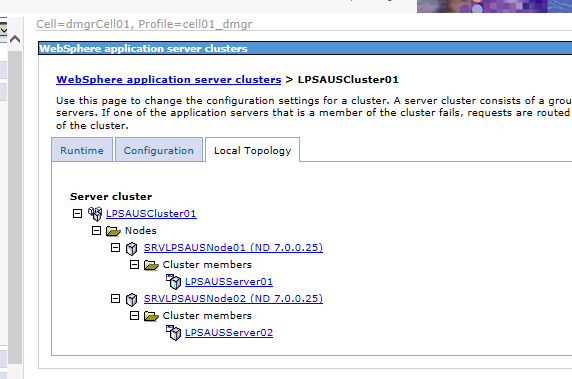 Cell=dmgrCell01, Profile=cell01_dmgr
WebSphere application server clusters
WebSphere application server clusters > LPSAUSCluster01
Use this page to change the configuration settings for a cluster. A server cluster consists of a grou
servers. If one of the application servers that is a member of the cluster fails, requests are routed
of the cluster.
Runtime Configuration Local Topology
Server cluster
LPSAUSCluster01
Nodes
SRVLPSAUSNode01 (ND 7.0.0.25)
Cluster members
LPSAUSServer01
SRVLPSAUSNode02 (ND 7.0.0.25)
Cluster members
LPSAUSServer02